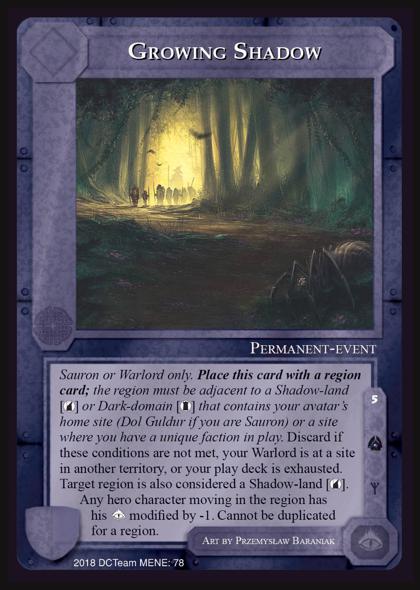 Growing Shadow
Permanent-event
Sauron or Warlord only. Place this card with a region
card; the region must be adjacent to a Shadow-land
[] or Dark-domain [] that contains your avatar's
home site (Dol Guldur if you are Sauron) or a site
where you have a unique faction in play. Discard if
these conditions are not met, your Warlord is at a site
in another territory, or your play deck is exhausted.
Target region is also considered a Shadow-land [].
Any hero character moving in the region has
his modified by -1. Cannot be duplicated
for a region.
5
Art by Przemysław Baraniak
2018 DCTeam MENE: 78